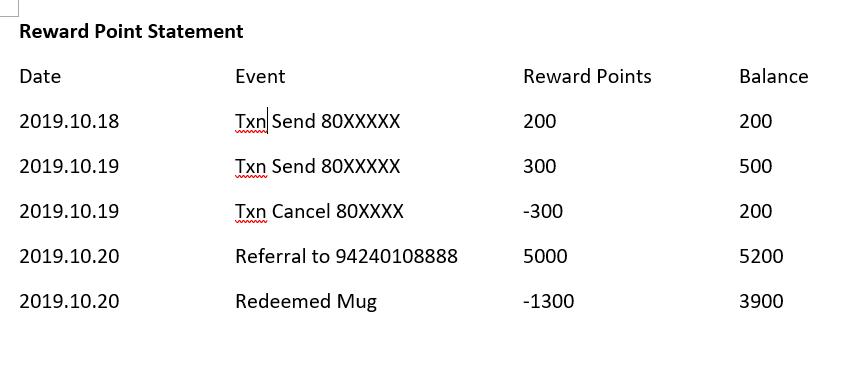 Reward Point Statement
Date Event Reward Points Balance
2019.10.18 Txn Send 80XXXXX 200 200
2019.10.19 Txn Send 80XXXXX 300 500
2019.10.19 Txn Cancel 80XXXX -300 200
2019.10.20 Referral to 94240108888 5000 5200
2019.10.20 Redeemed Mug -1300 3900